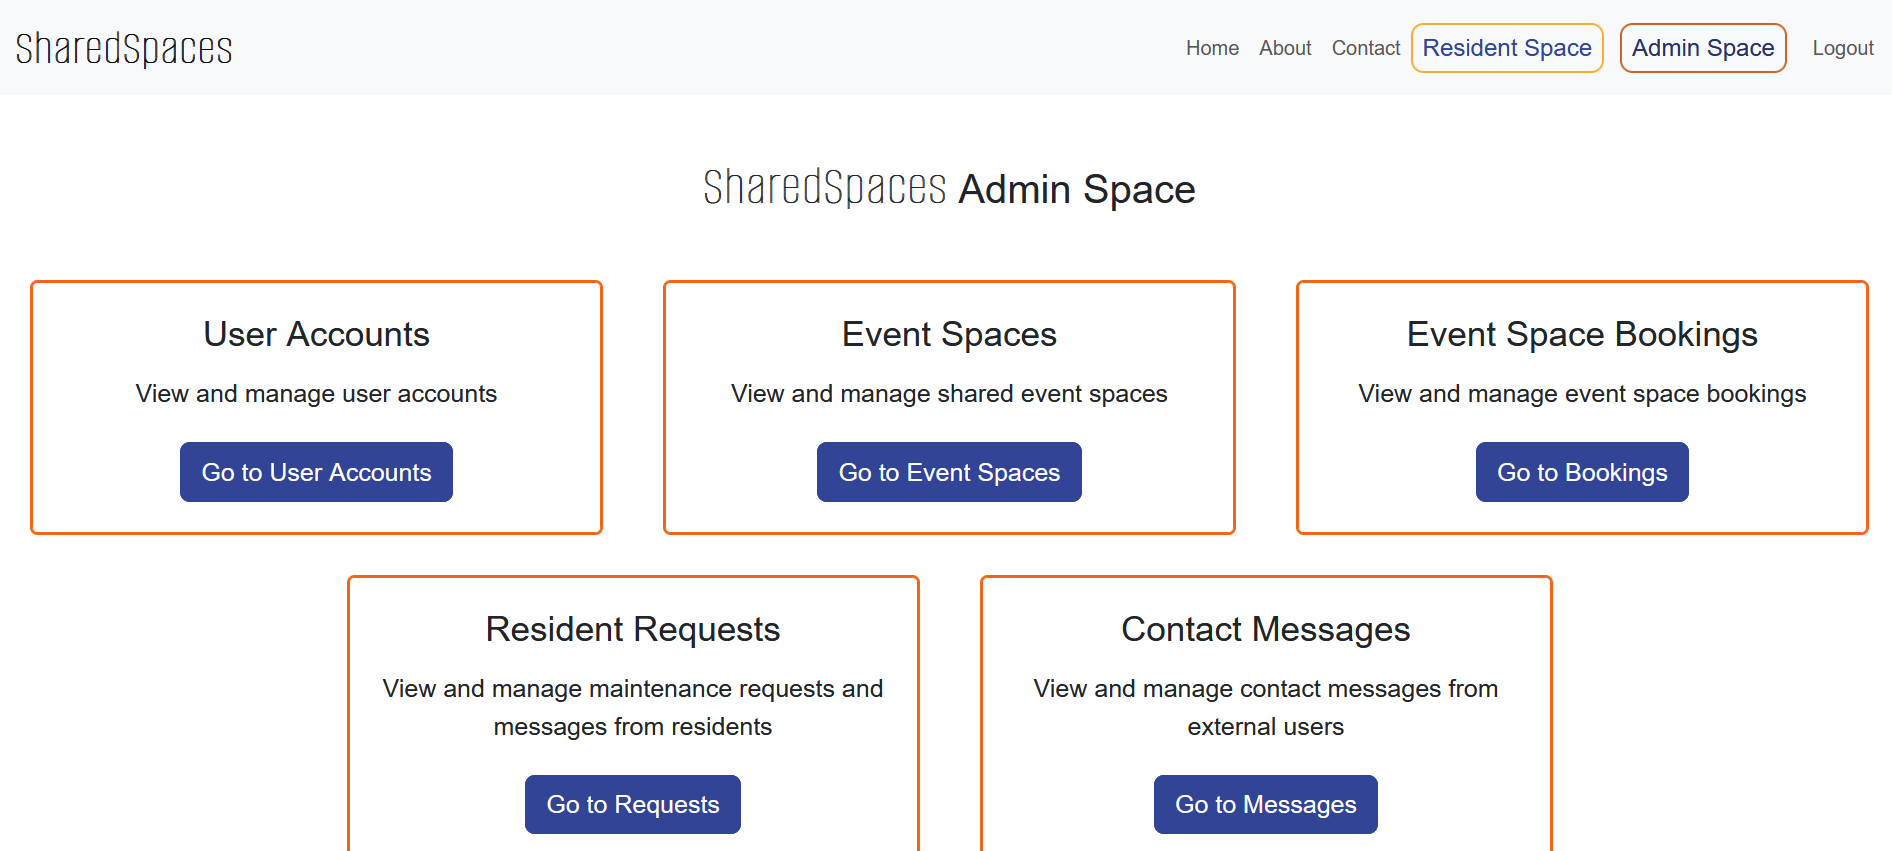 SharedSpaces
Home About Contact Resident Space Admin Space Logout
SharedSpaces Admin Space
User Accounts
View and manage user accounts
Go to User Accounts
Event Spaces
View and manage shared event spaces
Go to Event Spaces
Event Space Bookings
View and manage event space bookings
Go to Bookings
Resident Requests
View and manage maintenance requests and
messages from residents
Go to Requests
Contact Messages
View and manage contact messages from
external users
Go to Messages